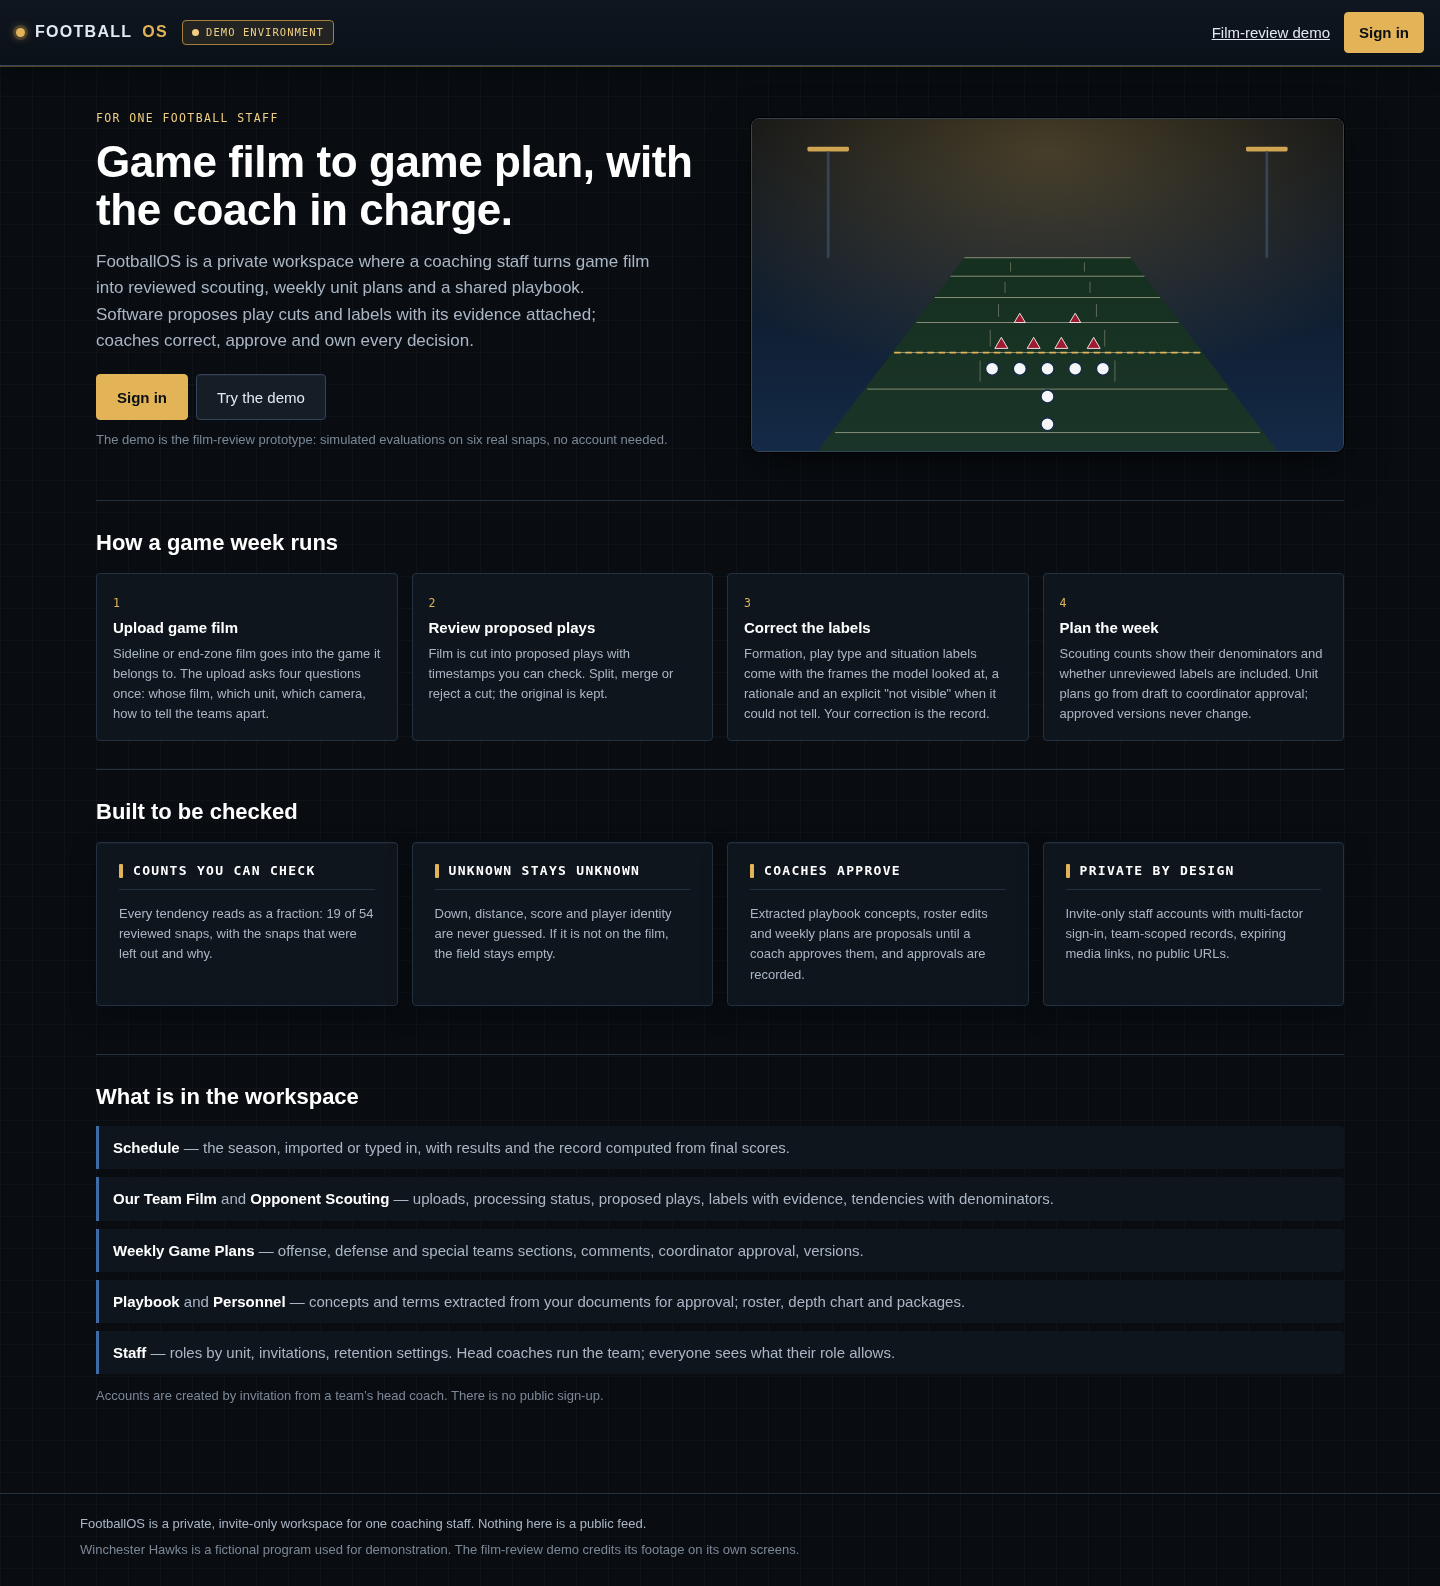 FOOTBALL OS
DEMO ENVIRONMENT
Film-review demo
Sign in
FOR ONE FOOTBALL STAFF
Game film to game plan, with
the coach in charge.
FootballOS is a private workspace where a coaching staff turns game film
into reviewed scouting, weekly unit plans and a shared playbook.
Software proposes play cuts and labels with its evidence attached;
coaches correct, approve and own every decision.
Sign in
Try the demo
The demo is the film-review prototype: simulated evaluations on six real snaps, no account needed.
How a game week runs
1
Upload game film
Sideline or end-zone film goes into the game it
belongs to. The upload asks four questions
once: whose film, which unit, which camera,
how to tell the teams apart.
2
Review proposed plays
Film is cut into proposed plays with
timestamps you can check. Split, merge or
reject a cut; the original is kept.
3
Correct the labels
Formation, play type and situation labels
come with the frames the model looked at, a
rationale and an explicit "not visible" when it
could not tell. Your correction is the record.
4
Plan the week
Scouting counts show their denominators and
whether unreviewed labels are included. Unit
plans go from draft to coordinator approval;
approved versions never change.
Built to be checked
COUNTS YOU CAN CHECK
Every tendency reads as a fraction: 19 of 54
reviewed snaps, with the snaps that were
left out and why.
UNKNOWN STAYS UNKNOWN
Down, distance, score and player identity
are never guessed. If it is not on the film,
the field stays empty.
COACHES APPROVE
Extracted playbook concepts, roster edits
and weekly plans are proposals until a
coach approves them, and approvals are
recorded.
PRIVATE BY DESIGN
Invite-only staff accounts with multi-factor
sign-in, team-scoped records, expiring
media links, no public URLs.
What is in the workspace
Schedule — the season, imported or typed in, with results and the record computed from final scores.
Our Team Film and Opponent Scouting — uploads, processing status, proposed plays, labels with evidence, tendencies with denominators.
Weekly Game Plans — offense, defense and special teams sections, comments, coordinator approval, versions.
Playbook and Personnel — concepts and terms extracted from your documents for approval; roster, depth chart and packages.
Staff — roles by unit, invitations, retention settings. Head coaches run the team; everyone sees what their role allows.
Accounts are created by invitation from a team's head coach. There is no public sign-up.
FootballOS is a private, invite-only workspace for one coaching staff. Nothing here is a public feed.
Winchester Hawks is a fictional program used for demonstration. The film-review demo credits its footage on its own screens.